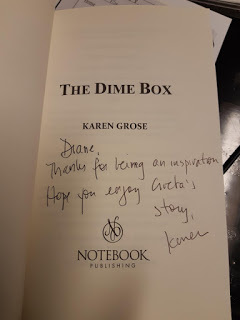 THE DIME BOX
KAREN GROSE
Diane,
Thanks for being an inspiration
Hope you enjoy Greta's
story,
Karen
NOTEBOOK
PUBLISHING